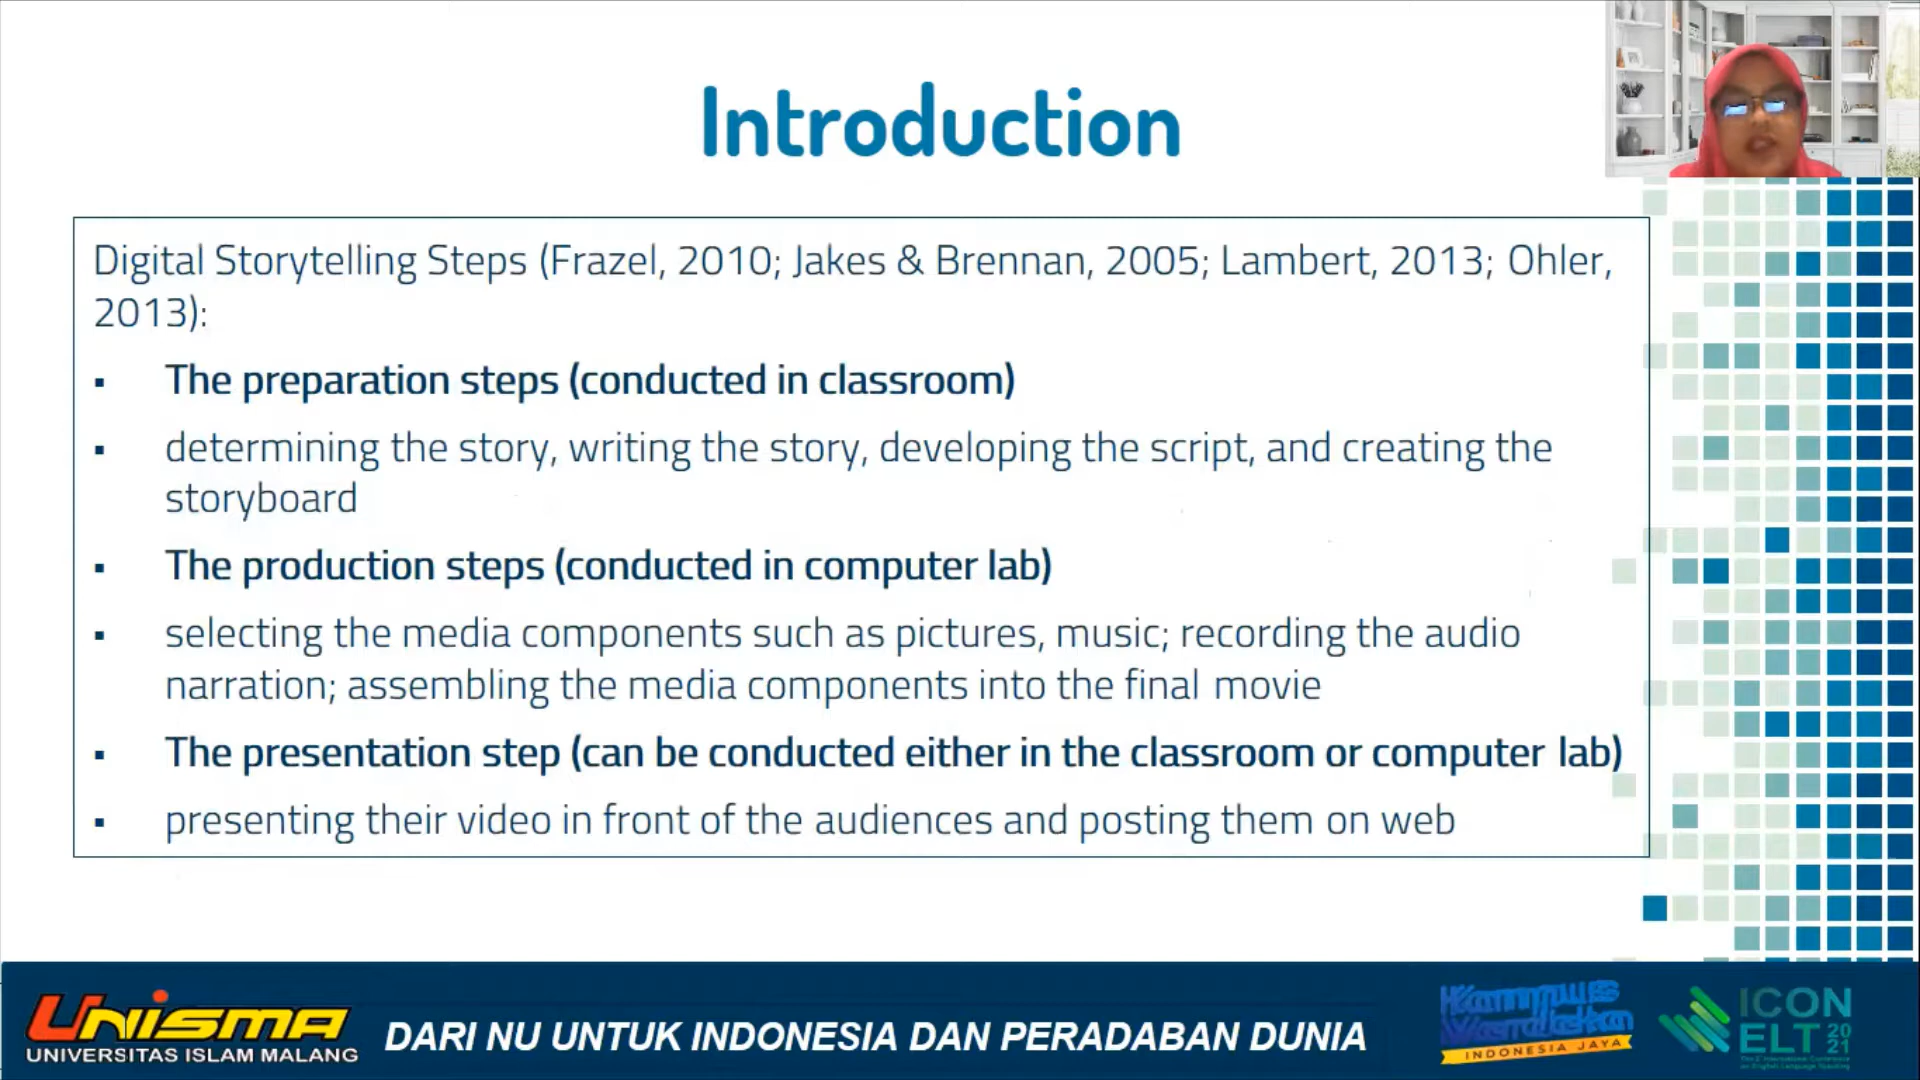 Introduction
Digital Storytelling Steps (Frazel, 2010; Jakes & Brennan, 2005; Lambert, 2013; Ohler,
2013):
▪ The preparation steps (conducted in classroom)
▪ determining the story, writing the story, developing the script, and creating the
storyboard
▪ The production steps (conducted in computer lab)
▪ selecting the media components such as pictures, music; recording the audio
narration; assembling the media components into the final movie
▪ The presentation step (can be conducted either in the classroom or computer lab)
▪ presenting their video in front of the audiences and posting them on web
UNISMA
UNIVERSITAS ISLAM MALANG
DARI NU UNTUK INDONESIA DAN PERADABAN DUNIA
INDONESIA JAYA
ICON
ELT 20
21